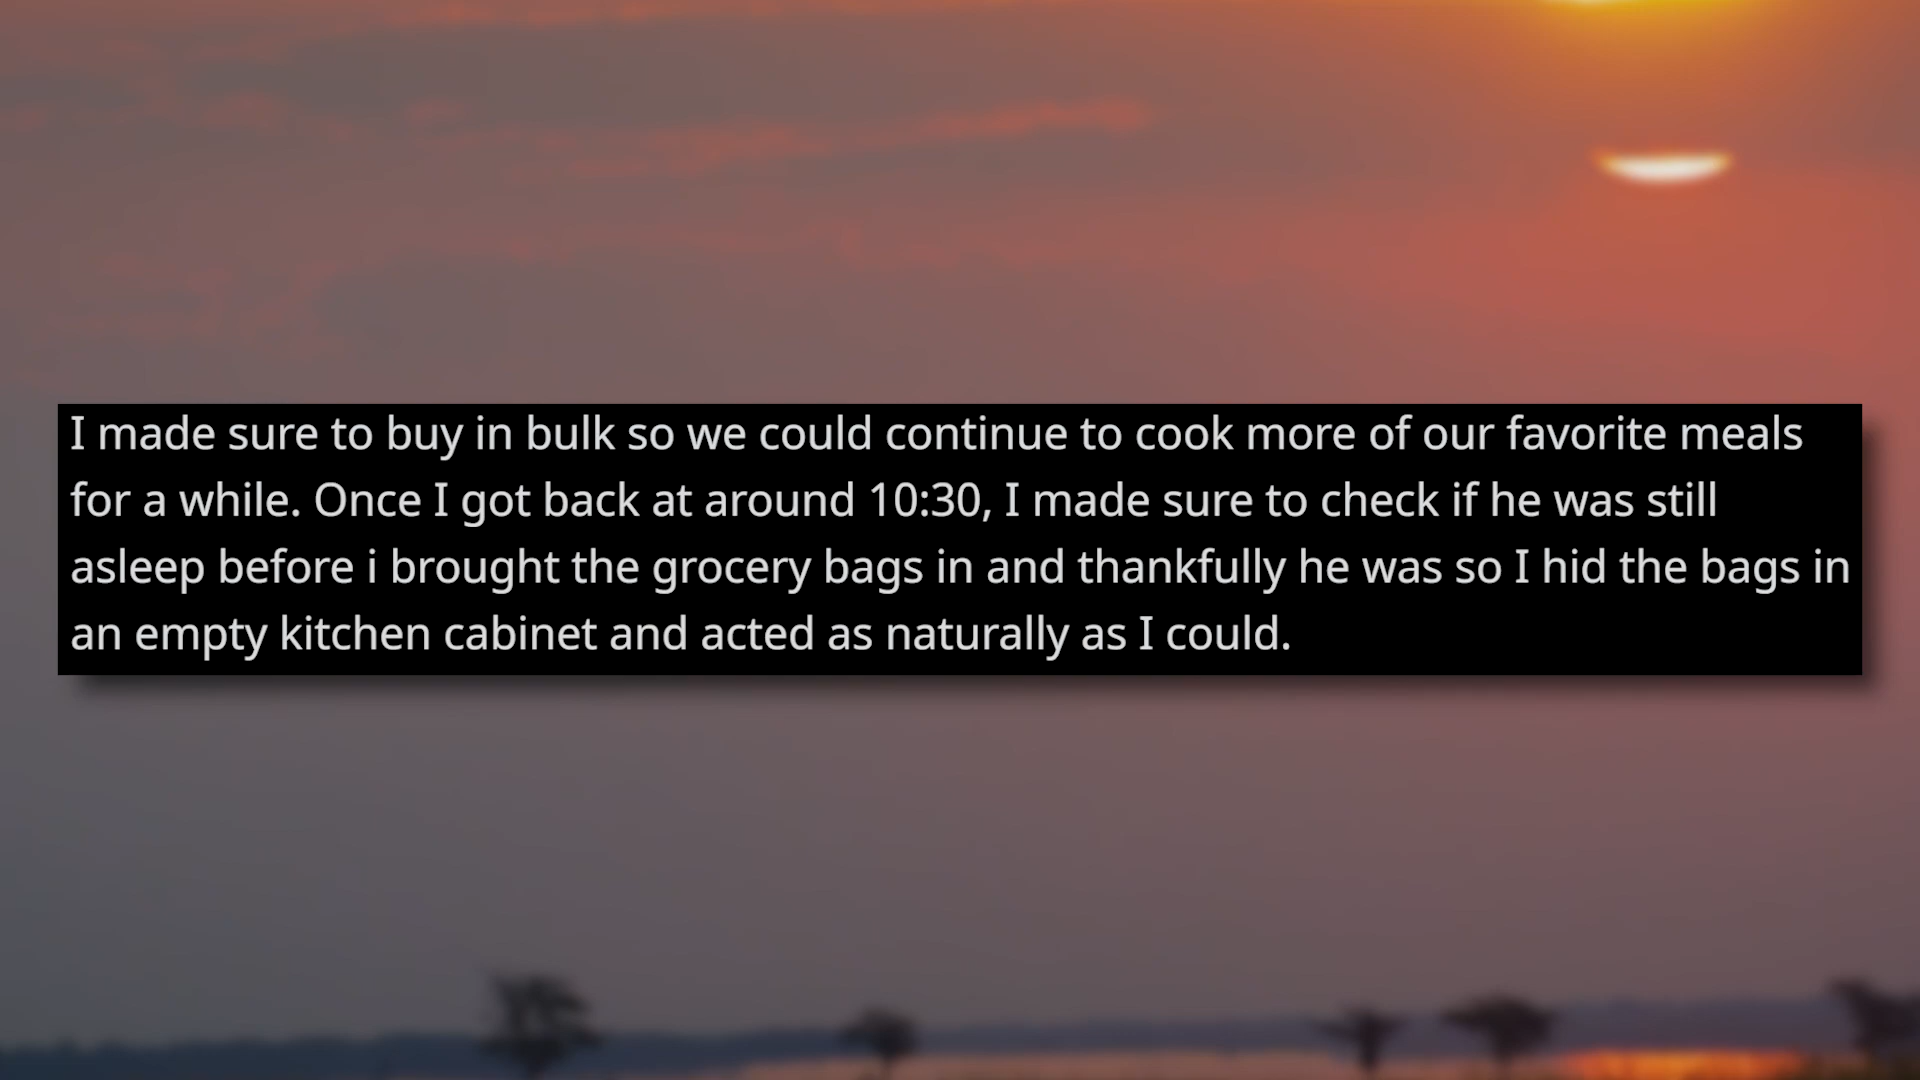 I made sure to buy in bulk so we could continue to cook more of our favorite meals
for a while. Once I got back at around 10:30, I made sure to check if he was still
asleep before i brought the grocery bags in and thankfully he was so I hid the bags in
an empty kitchen cabinet and acted as naturally as I could.